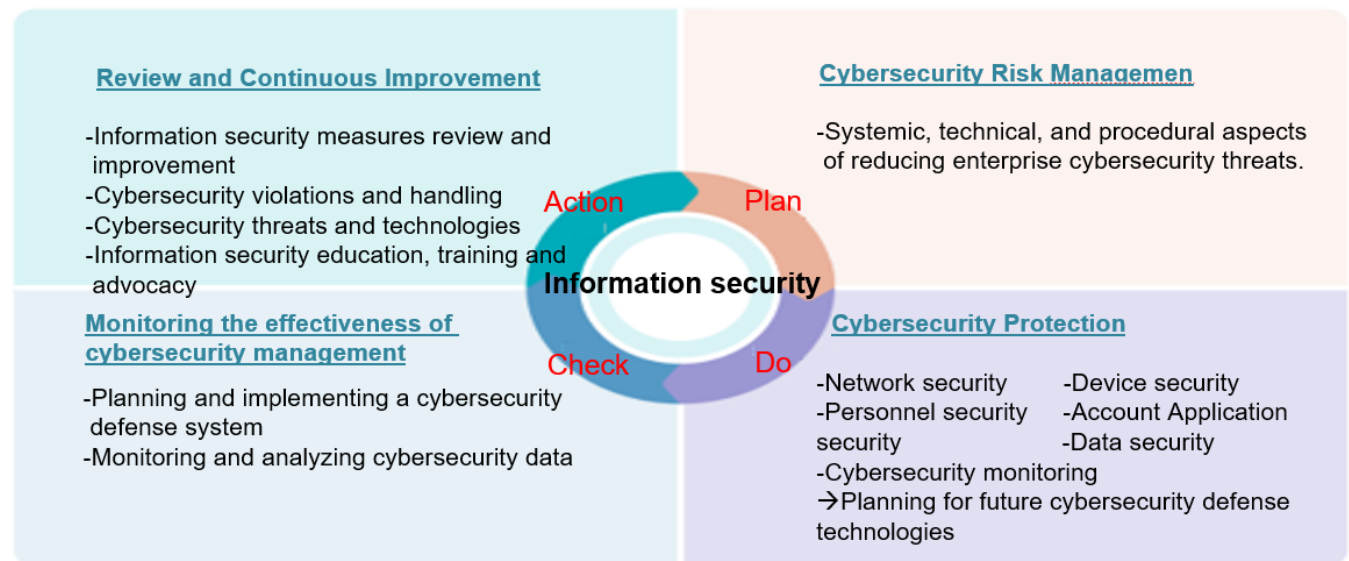 Review and Continuous Improvement
-Information security measures review and
improvement
-Cybersecurity violations and handling
-Cybersecurity threats and technologies
-Information security education, training and
advocacy
Cybersecurity Risk Managemen
-Systemic, technical, and procedural aspects
of reducing enterprise cybersecurity threats.
Action
Plan
Information security
Check
Do
Monitoring the effectiveness of
cybersecurity management
-Planning and implementing a cybersecurity
defense system
-Monitoring and analyzing cybersecurity data
Cybersecurity Protection
-Network security -Device security
-Personnel security -Account Application
security -Data security
-Cybersecurity monitoring
→Planning for future cybersecurity defense
technologies